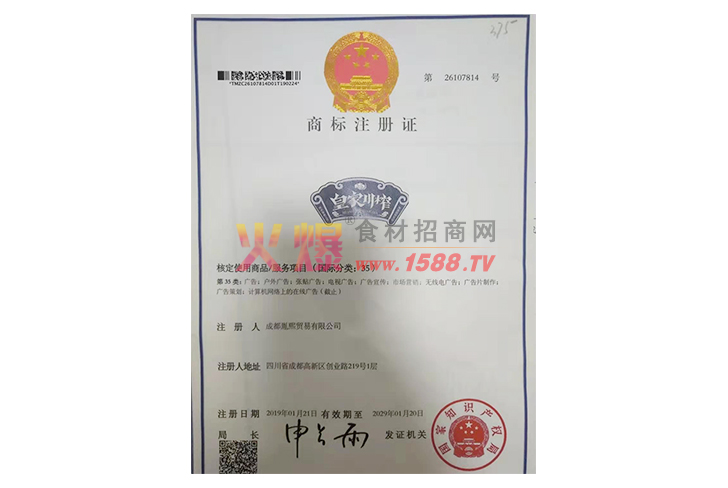 375
*TMZC26107814D01T190224*
第 26107814 号
商标注册证
皇家川榨
火爆食材招商网
www.1588.TV
核定使用商品/服务项目(国际分类:35)
第35类:广告;户外广告;张贴广告;电视广告;广告宣传;市场营销;无线电广告;广告片制作;
广告策划;计算机网络上的在线广告(截止)
注册人 成都胤熙贸易有限公司
注册人地址 四川省成都高新区创业路219号1层
注册日期 2019年01月21日 有效期至 2029年01月20日
局长 申长雨 发证机关
国家知识产权局